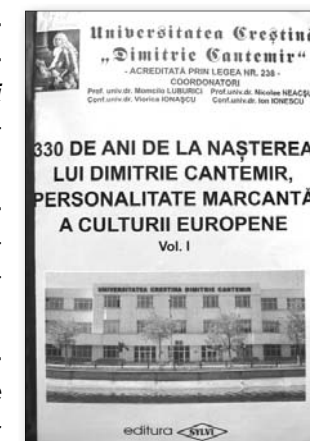 Universitatea Creştină
„Dimitrie Cantemir“
- ACREDITATĂ PRIN LEGEA NR. 238 -
COORDONATORI
Prof. univ.dr. Momcilo LUBURICI Prof.univ.dr. Nicolae NEACŞU
Conf.univ.dr. Viorica IONAŞCU Conf.univ.dr. Ion IONESCU
330 DE ANI DE LA NAŞTEREA
LUI DIMITRIE CANTEMIR,
PERSONALITATE MARCANTĂ
A CULTURII EUROPENE
Vol. I
UNIVERSITATEA CRESTINA DIMITRIE CANTEMIR
editura SYLVI